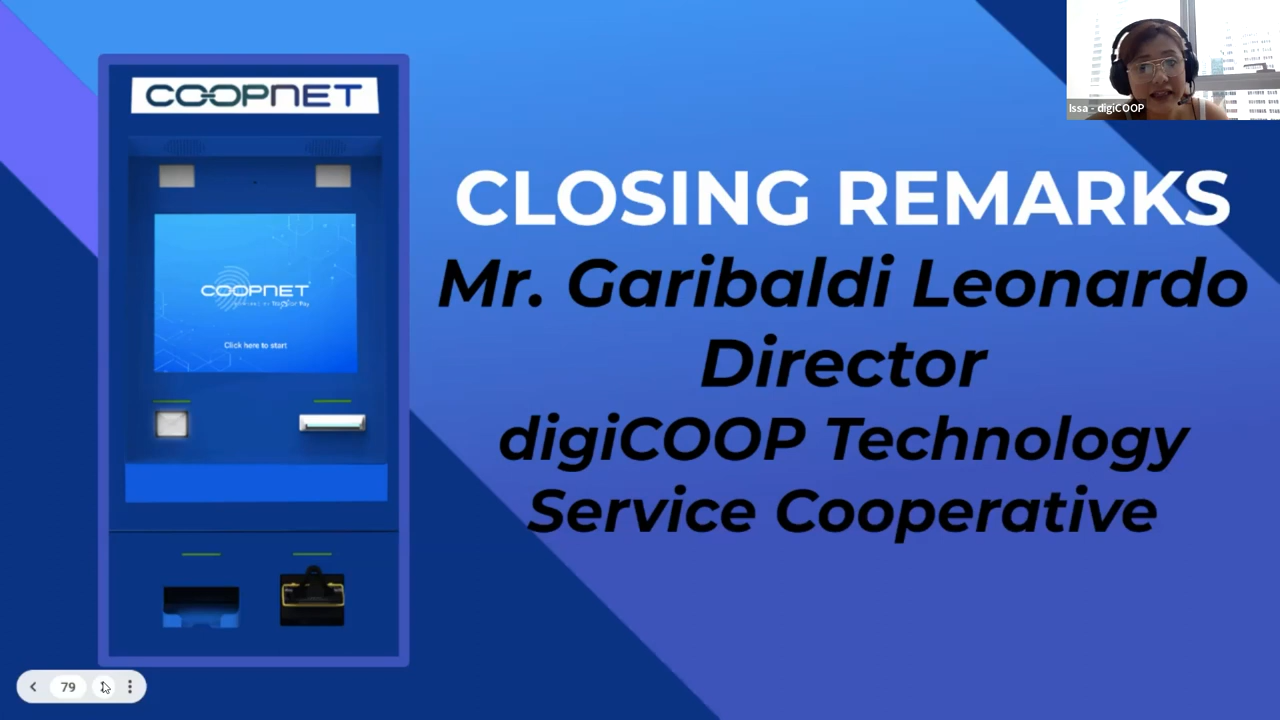 COOPNET
Issa - digiCOOP
CLOSING REMARKS
Mr. Garibaldi Leonardo
Director
digiCOOP Technology
Service Cooperative
COOPNET
Pay
Click here to start
79